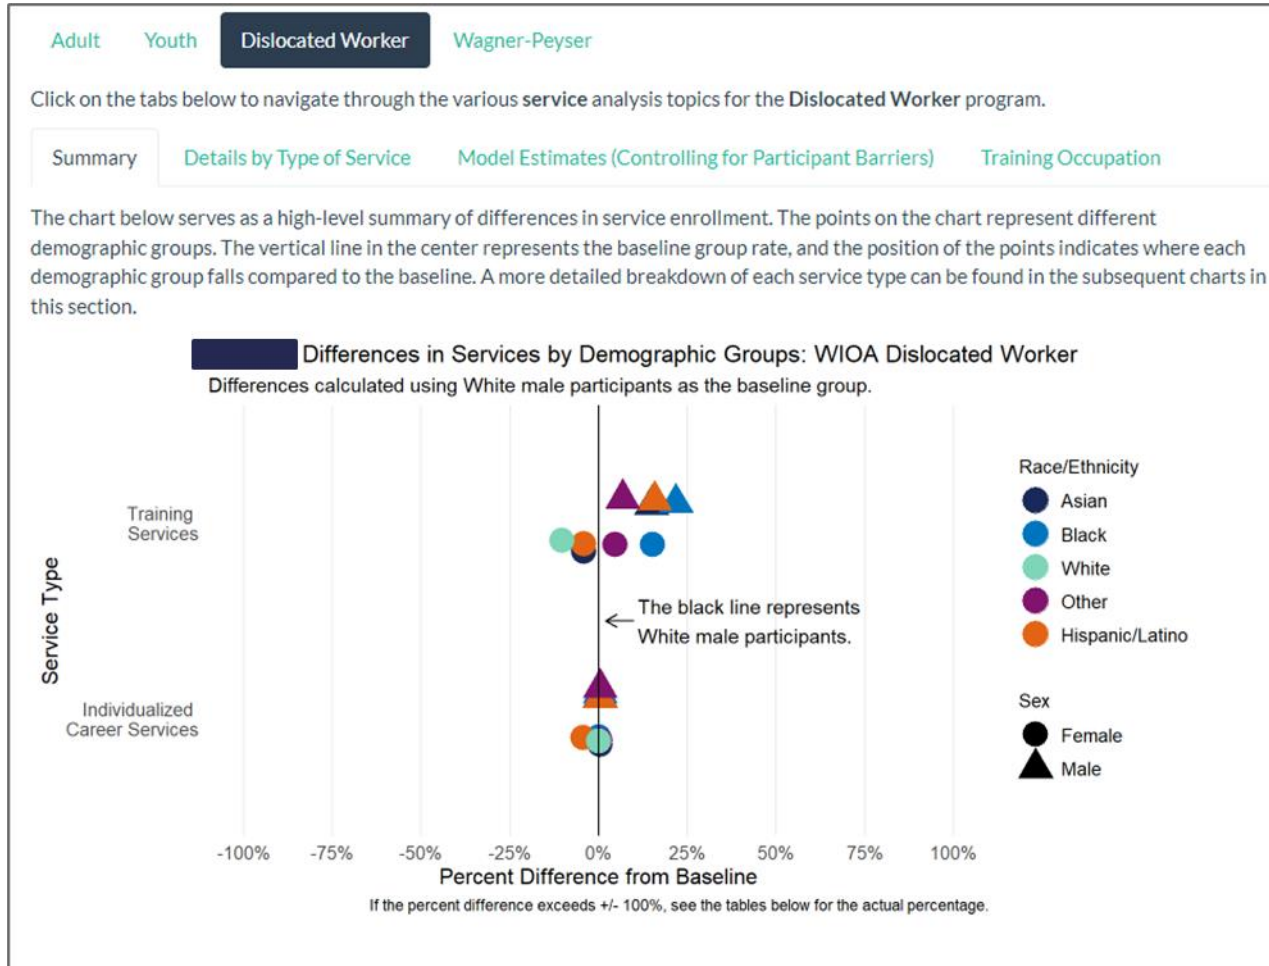 Adult Youth Dislocated Worker Wagner-Peyser
Click on the tabs below to navigate through the various service analysis topics for the Dislocated Worker program.
Summary Details by Type of Service Model Estimates (Controlling for Participant Barriers) Training Occupation
The chart below serves as a high-level summary of differences in service enrollment. The points on the chart represent different
demographic groups. The vertical line in the center represents the baseline group rate, and the position of the points indicates where each
demographic group falls compared to the baseline. A more detailed breakdown of each service type can be found in the subsequent charts in
this section.
Differences in Services by Demographic Groups: WIOA Dislocated Worker
Differences calculated using White male participants as the baseline group.
Service Type
Training
Services
Individualized
Career Services
The black line represents
White male participants.
Race/Ethnicity
Asian
Black
White
Other
Hispanic/Latino
Sex
Female
Male
-100% -75% -50% -25% 0% 25% 50% 75% 100%
Percent Difference from Baseline
If the percent difference exceeds +/- 100%, see the tables below for the actual percentage.